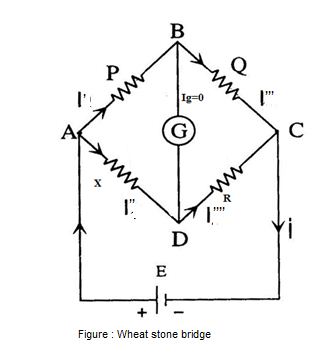 B
P
Q
I'
Ig=0
I'''
A
G
C
X
I''
R
I''''
i
D
E
+ −
Figure : Wheat stone bridge